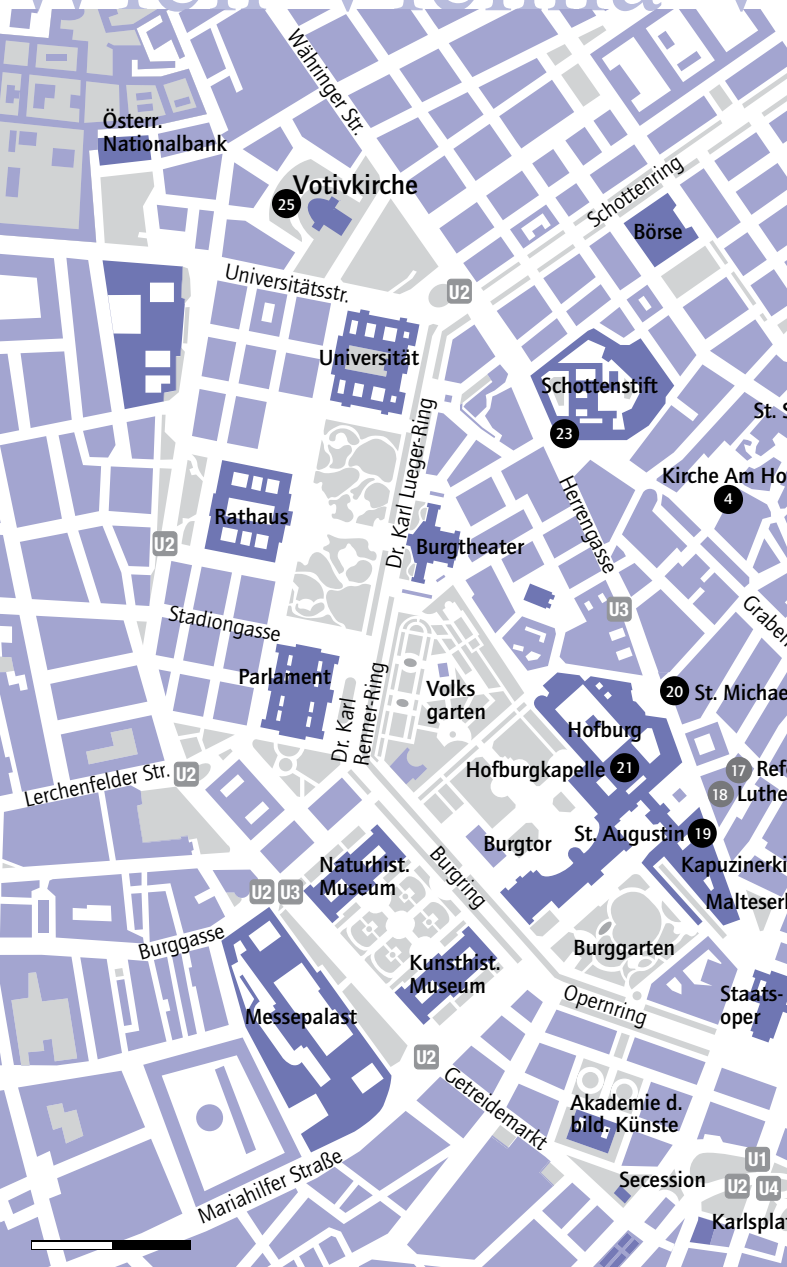 Währinger Str.
Österr.
Nationalbank
Votivkirche
25
Schottenring
Börse
Universitätsstr.
U2
Universität
Schottenstift
23
St. S
Dr. Karl Lueger-Ring
Kirche Am Ho
4
Herrengasse
Rathaus
Burgtheater
U2
U3
Graben
Stadiongasse
Parlament
Volks
garten
20 St. Michae
Dr. Karl
Renner-Ring
Hofburg
Hofburgkapelle 21
17 Refo
18 Luthe
Lerchenfelder Str.
U2
Burgtor
St. Augustin 19
Naturhist.
Museum
Burgring
Kapuzinerki
U2 U3
Malteserk
Burggasse
Burggarten
Kunsthist.
Museum
Opernring
Staats-
oper
Messepalast
U2
Getreidemarkt
Akademie d.
bild. Künste
Mariahilfer Straße
Secession
U1
U2 U4
Karlspla